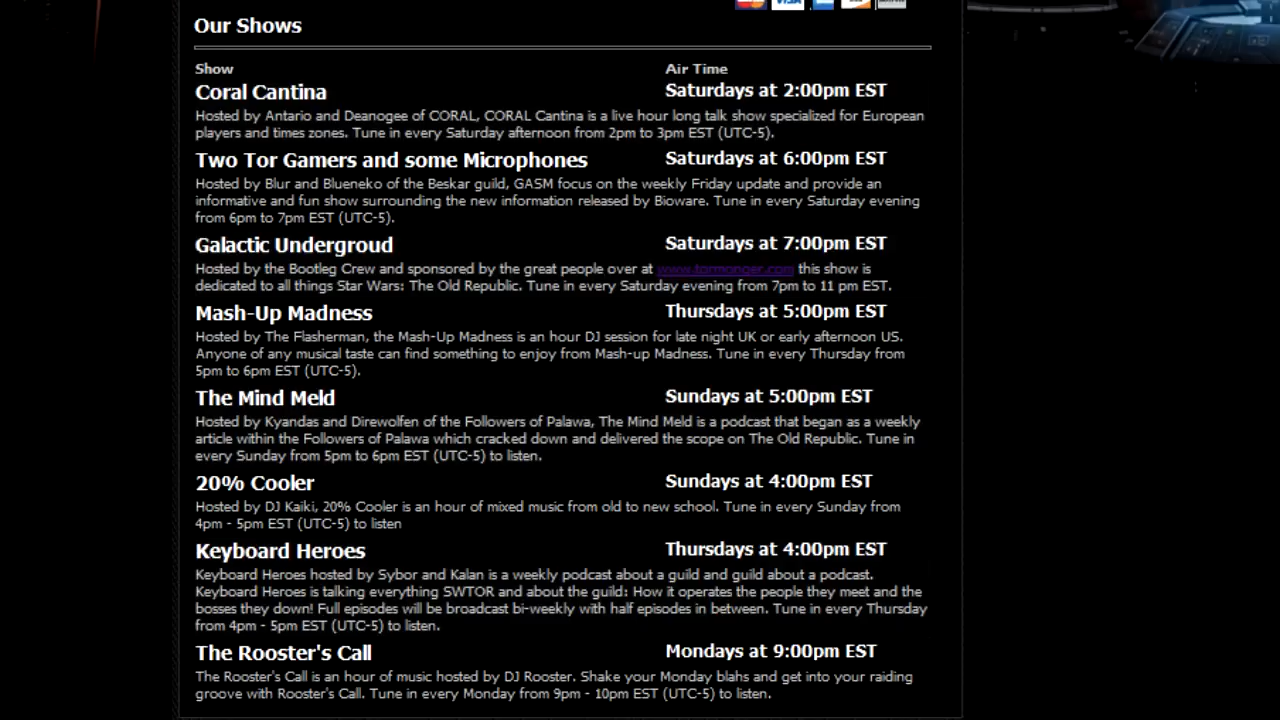 Our Shows
Show Air Time
Coral Cantina Saturdays at 2:00pm EST
Hosted by Antario and Deanogee of CORAL, CORAL Cantina is a live hour long talk show specialized for European
players and times zones. Tune in every Saturday afternoon from 2pm to 3pm EST (UTC-5).
Two Tor Gamers and some Microphones Saturdays at 6:00pm EST
Hosted by Blur and Blueneko of the Beskar guild, GASM focus on the weekly Friday update and provide an
informative and fun show surrounding the new information released by Bioware. Tune in every Saturday evening
from 6pm to 7pm EST (UTC-5).
Galactic Undergroud Saturdays at 7:00pm EST
Hosted by the Bootleg Crew and sponsored by the great people over at www.tormonger.com this show is
dedicated to all things Star Wars: The Old Republic. Tune in every Saturday evening from 7pm to 11 pm EST.
Mash-Up Madness Thursdays at 5:00pm EST
Hosted by The Flasherman, the Mash-Up Madness is an hour DJ session for late night UK or early afternoon US.
Anyone of any musical taste can find something to enjoy from Mash-up Madness. Tune in every Thursday from
5pm to 6pm EST (UTC-5).
The Mind Meld Sundays at 5:00pm EST
Hosted by Kyandas and Direwolfen of the Followers of Palawa, The Mind Meld is a podcast that began as a weekly
article within the Followers of Palawa which cracked down and delivered the scope on The Old Republic. Tune in
every Sunday from 5pm to 6pm EST (UTC-5) to listen.
20% Cooler Sundays at 4:00pm EST
Hosted by DJ Kaiki, 20% Cooler is an hour of mixed music from old to new school. Tune in every Sunday from
4pm - 5pm EST (UTC-5) to listen
Keyboard Heroes Thursdays at 4:00pm EST
Keyboard Heroes hosted by Sybor and Kalan is a weekly podcast about a guild and guild about a podcast.
Keyboard Heroes is talking everything SWTOR and about the guild: How it operates the people they meet and the
bosses they down! Full episodes will be broadcast bi-weekly with half episodes in between. Tune in every Thursday
from 4pm - 5pm EST (UTC-5) to listen.
The Rooster's Call Mondays at 9:00pm EST
The Rooster's Call is an hour of music hosted by DJ Rooster. Shake your Monday blahs and get into your raiding
groove with Rooster's Call. Tune in every Monday from 9pm - 10pm EST (UTC-5) to listen.